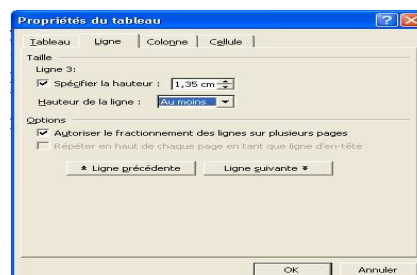 Propriétés du tableau
Tableau Ligne Colonne Cellule
Taille
Ligne 3:
Spécifier la hauteur : 1,35 cm
Hauteur de la ligne : Au moins
Options
Autoriser le fractionnement des lignes sur plusieurs pages
Répéter en haut de chaque page en tant que ligne d'en-tête
Ligne précédente Ligne suivante
OK Annuler